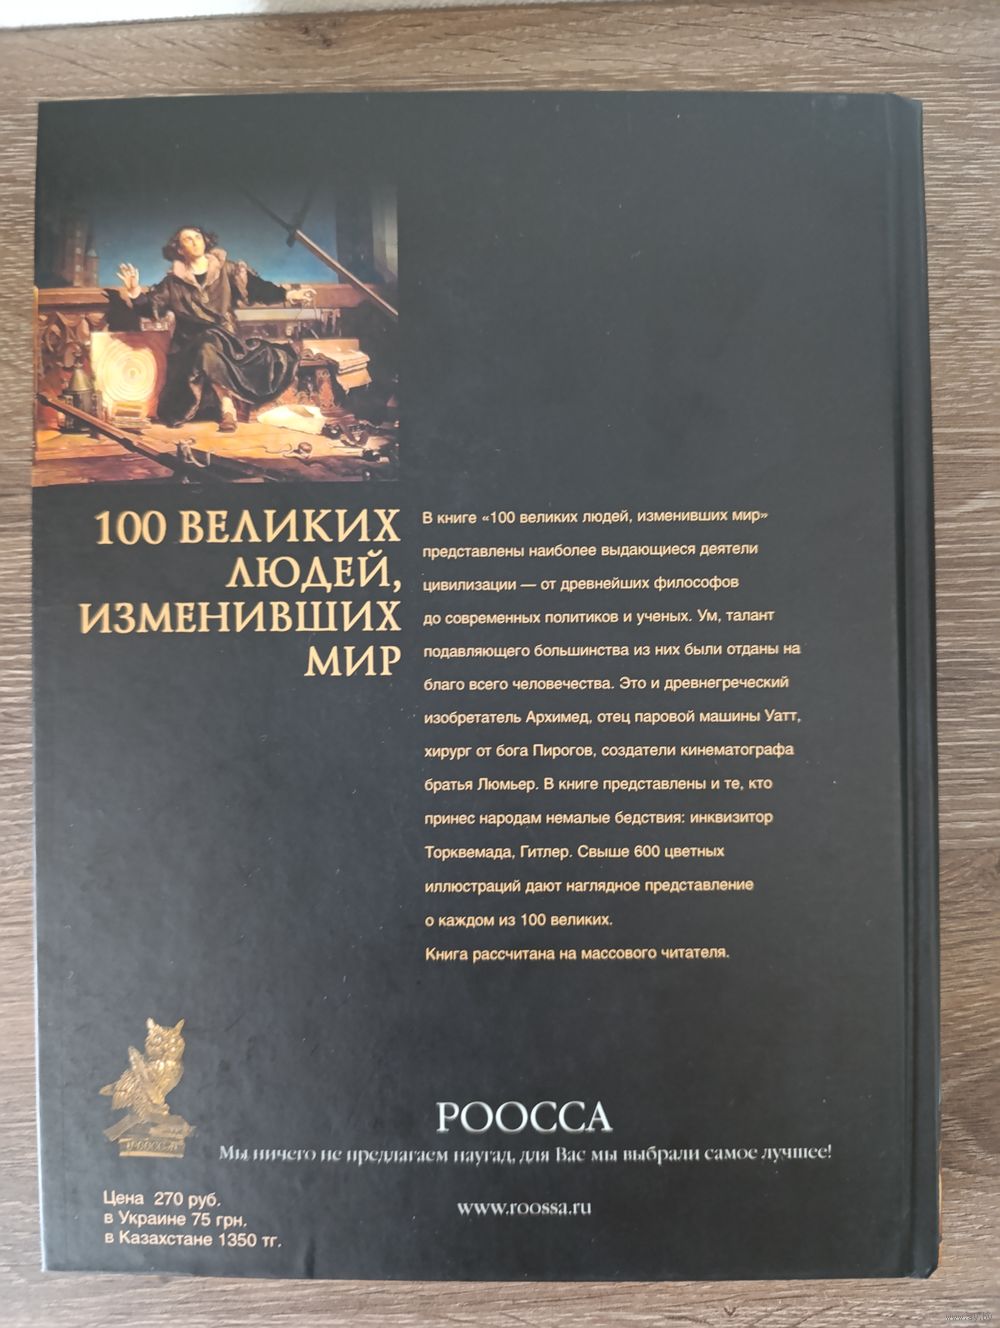 100 ВЕЛИКИХ
ЛЮДЕЙ,
ИЗМЕНИВШИХ
МИР
В книге «100 великих людей, изменивших мир»
представлены наиболее выдающиеся деятели
цивилизации — от древнейших философов
до современных политиков и ученых. Ум, талант
подавляющего большинства из них были отданы на
благо всего человечества. Это и древнегреческий
изобретатель Архимед, отец паровой машины Уатт,
хирург от бога Пирогов, создатели кинематографа
братья Люмьер. В книге представлены и те, кто
принес народам немалые бедствия: инквизитор
Торквемада, Гитлер. Свыше 600 цветных
иллюстраций дают наглядное представление
о каждом из 100 великих.
Книга рассчитана на массового читателя.
РООССА
Мы ничего не предлагаем наугад, для Вас мы выбрали самое лучшее!
www.roossa.ru
Цена 270 руб.
в Украине 75 грн.
в Казахстане 1350 тг.